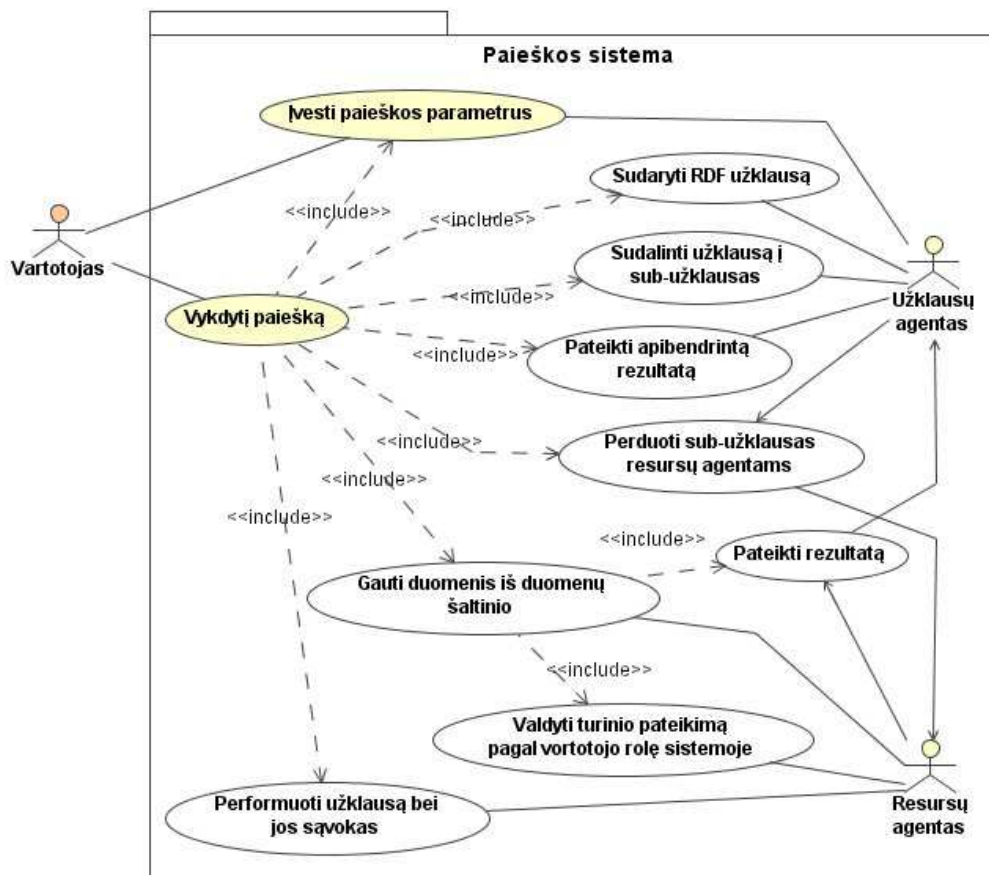 Paieškos sistema
Įvesti paieškos parametrus
Sudaryti RDF užklausą
<<include>>
<<include>>
Vartotojas
Sudalinti užklausą į
sub-užklausas
<<include>>
Užklausų
agentas
Vykdytį paiešką
Pateikti apibendrintą
rezultatą
<<include>>
Perduoti sub-užklausas
resursų agentams
<<include>>
<<include>>
<<include>>
<<include>>
Pateikti rezultatą
Gauti duomenis iš duomenų
šaltinio
<<include>>
Valdyti turinio pateikimą
pagal vortotojo rolę sistemoje
Performuoti užklausą bei
jos sąvokas
Resursų
agentas